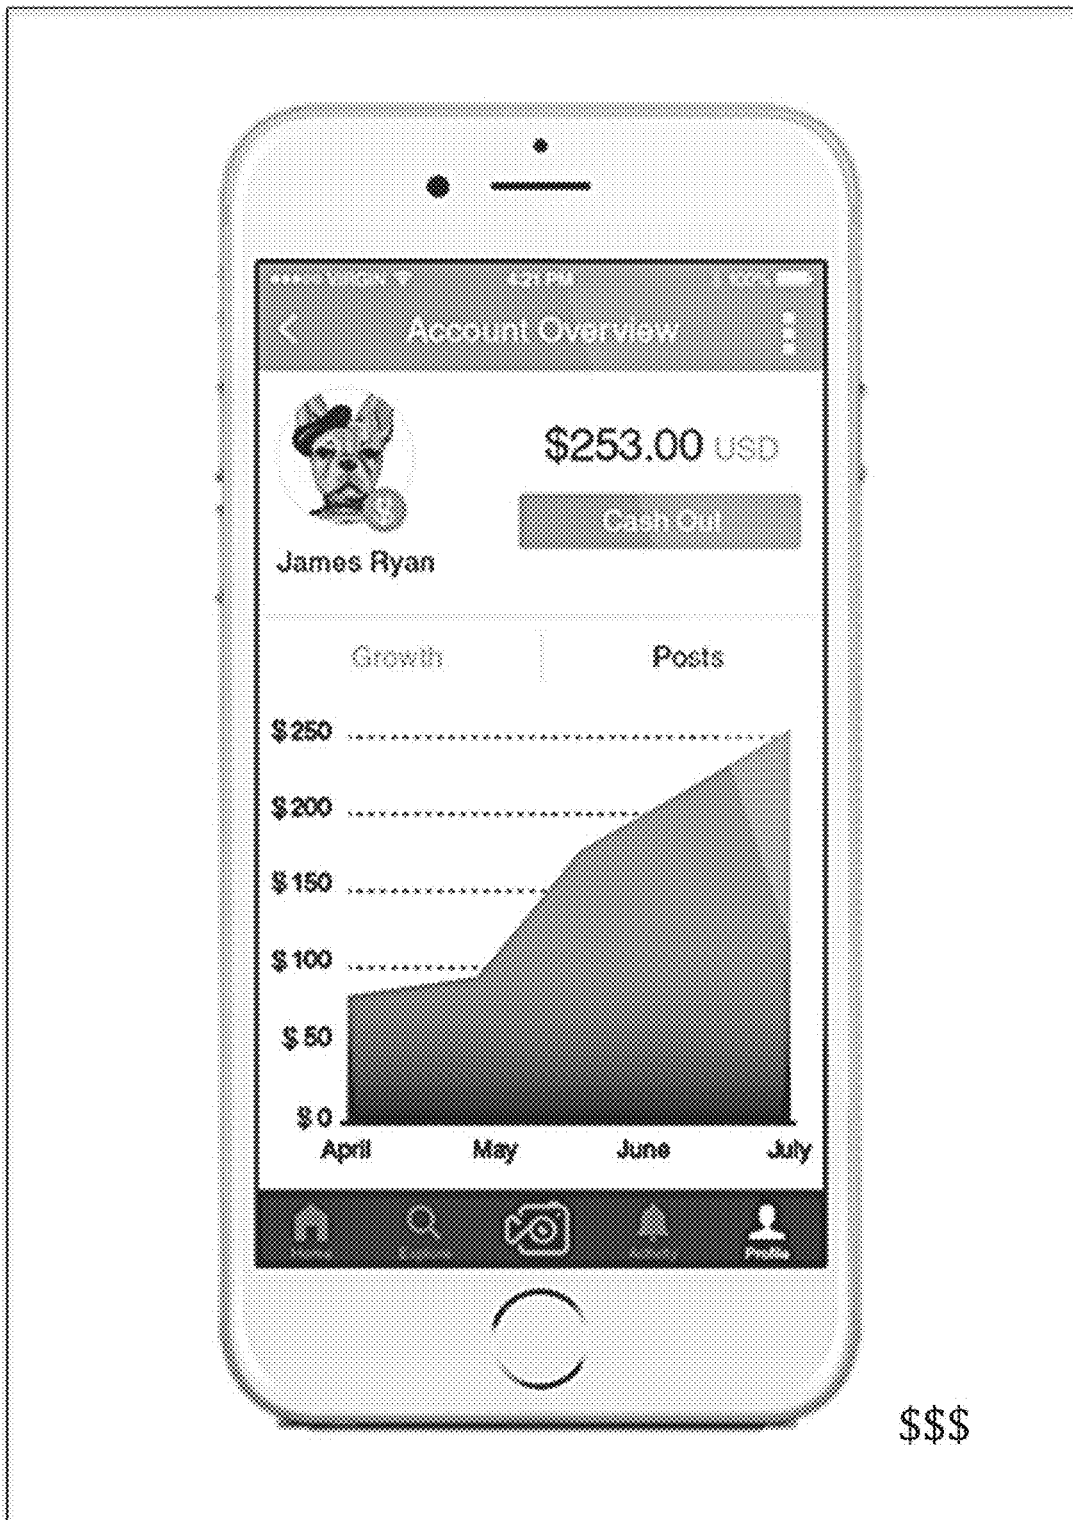 Account Overview
$253.00 USD
Cash Out
James Ryan
Growth
Posts
$ 250
$ 200
$ 150
$ 100
$ 50
$ 0
April May June July
Profile
$$$